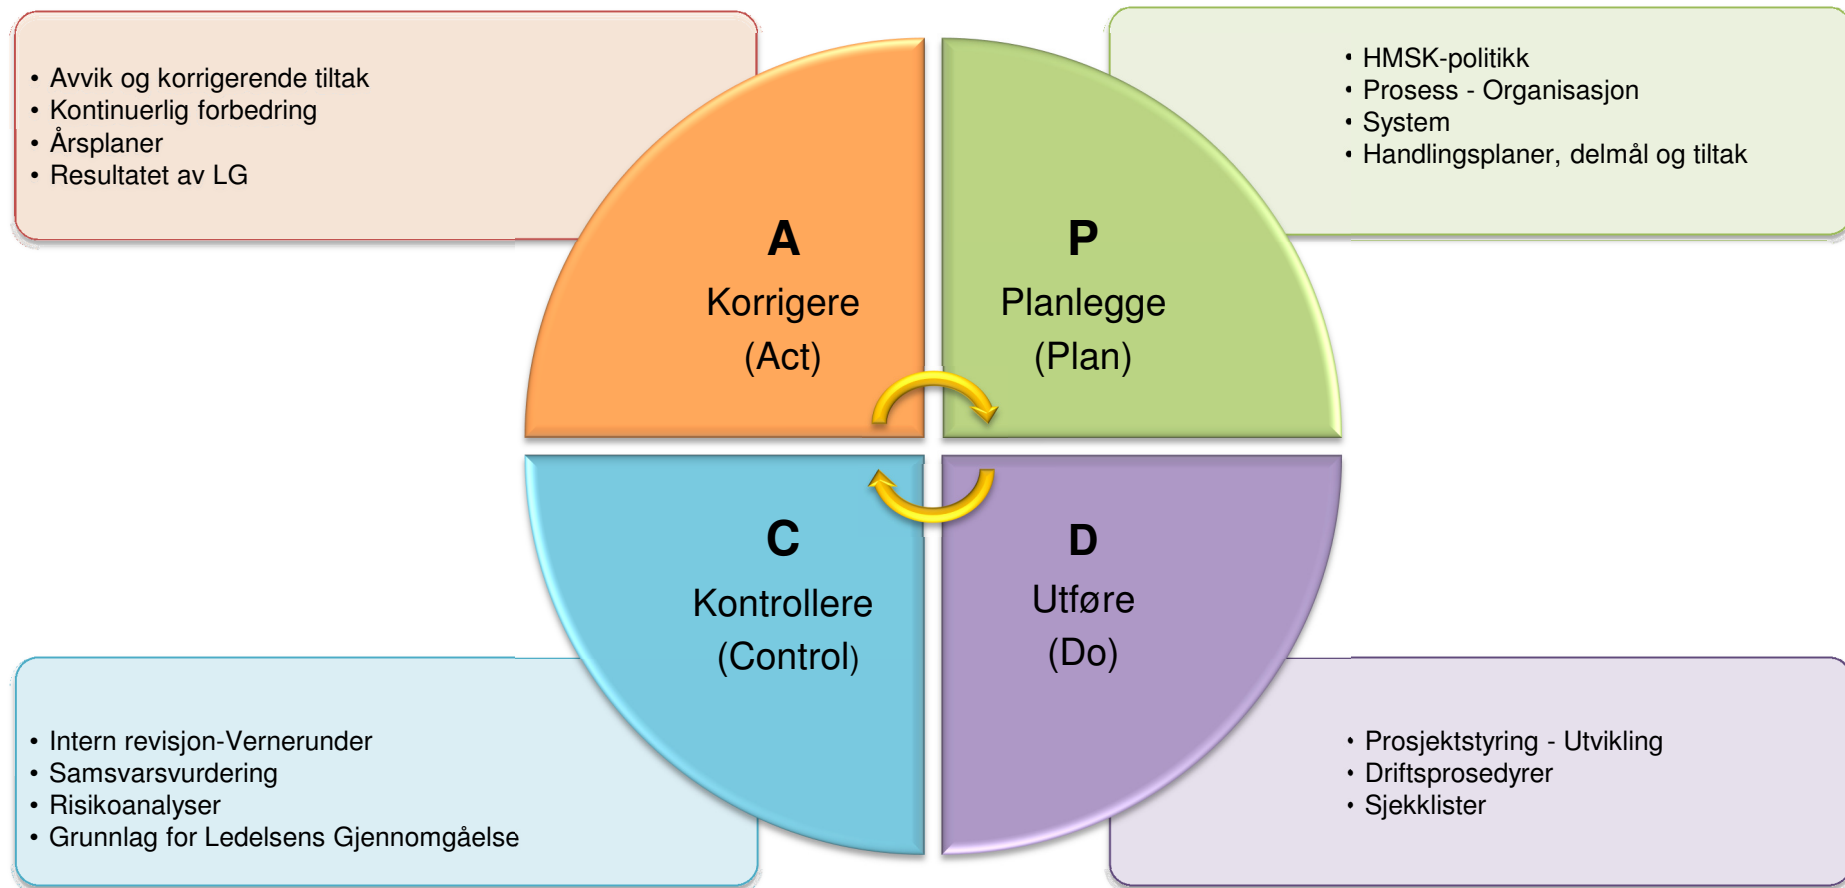 • Avvik og korrigerende tiltak
• Kontinuerlig forbedring
• Årsplaner
• Resultatet av LG
• HMSK-politikk
• Prosess - Organisasjon
• System
• Handlingsplaner, delmål og tiltak
A
Korrigere
(Act)
P
Planlegge
(Plan)
C
Kontrollere
(Control)
D
Utføre
(Do)
• Intern revisjon-Vernerunder
• Samsvarsvurdering
• Risikoanalyser
• Grunnlag for Ledelsens Gjennomgåelse
• Prosjektstyring - Utvikling
• Driftsprosedyrer
• Sjekklister